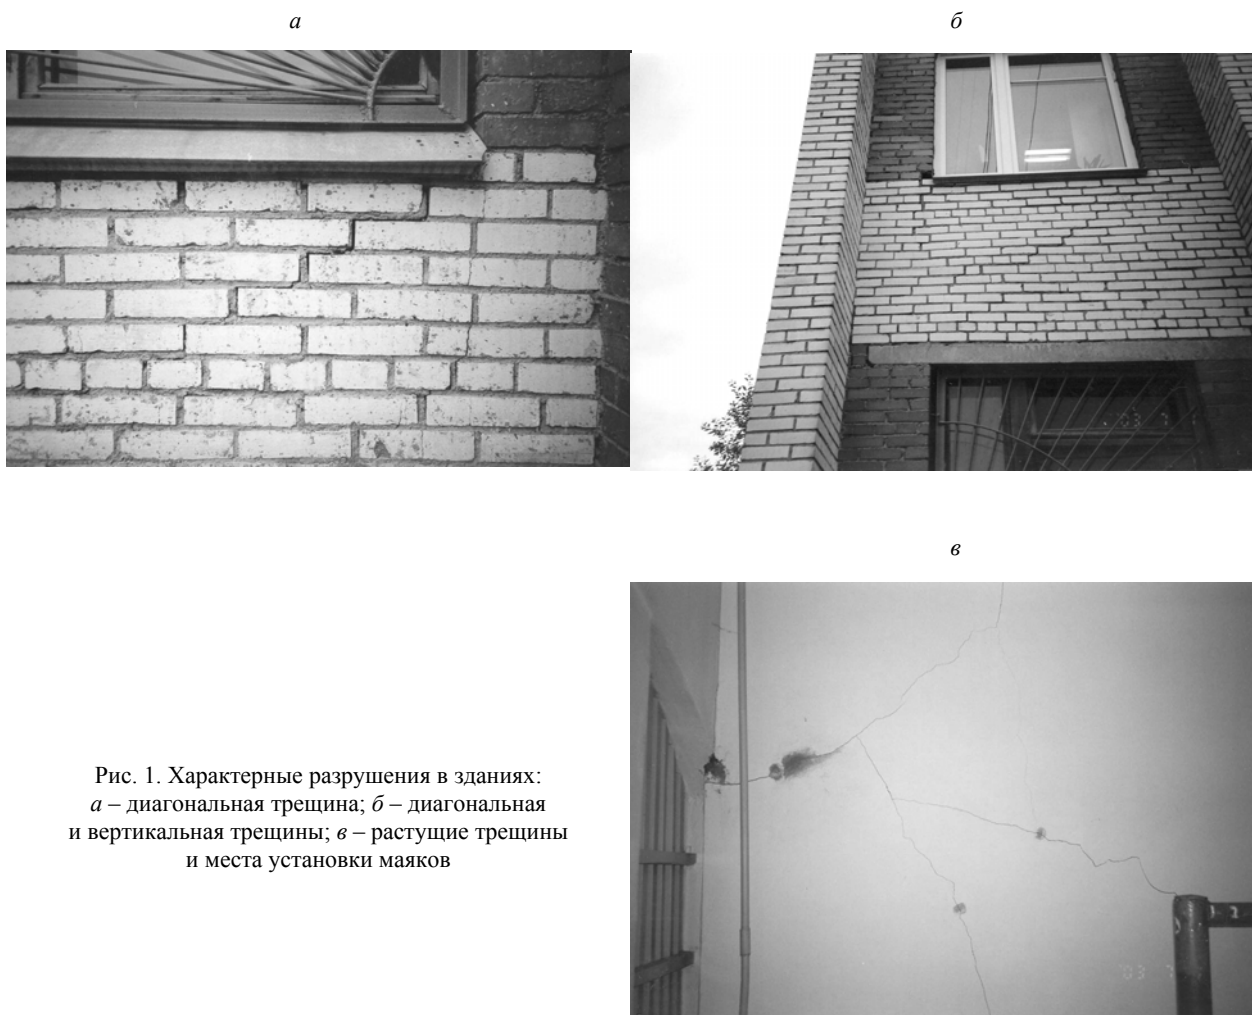 а
б
в
Рис. 1. Характерные разрушения в зданиях:
а – диагональная трещина; б – диагональная
и вертикальная трещины; в – растущие трещины
и места установки маяков